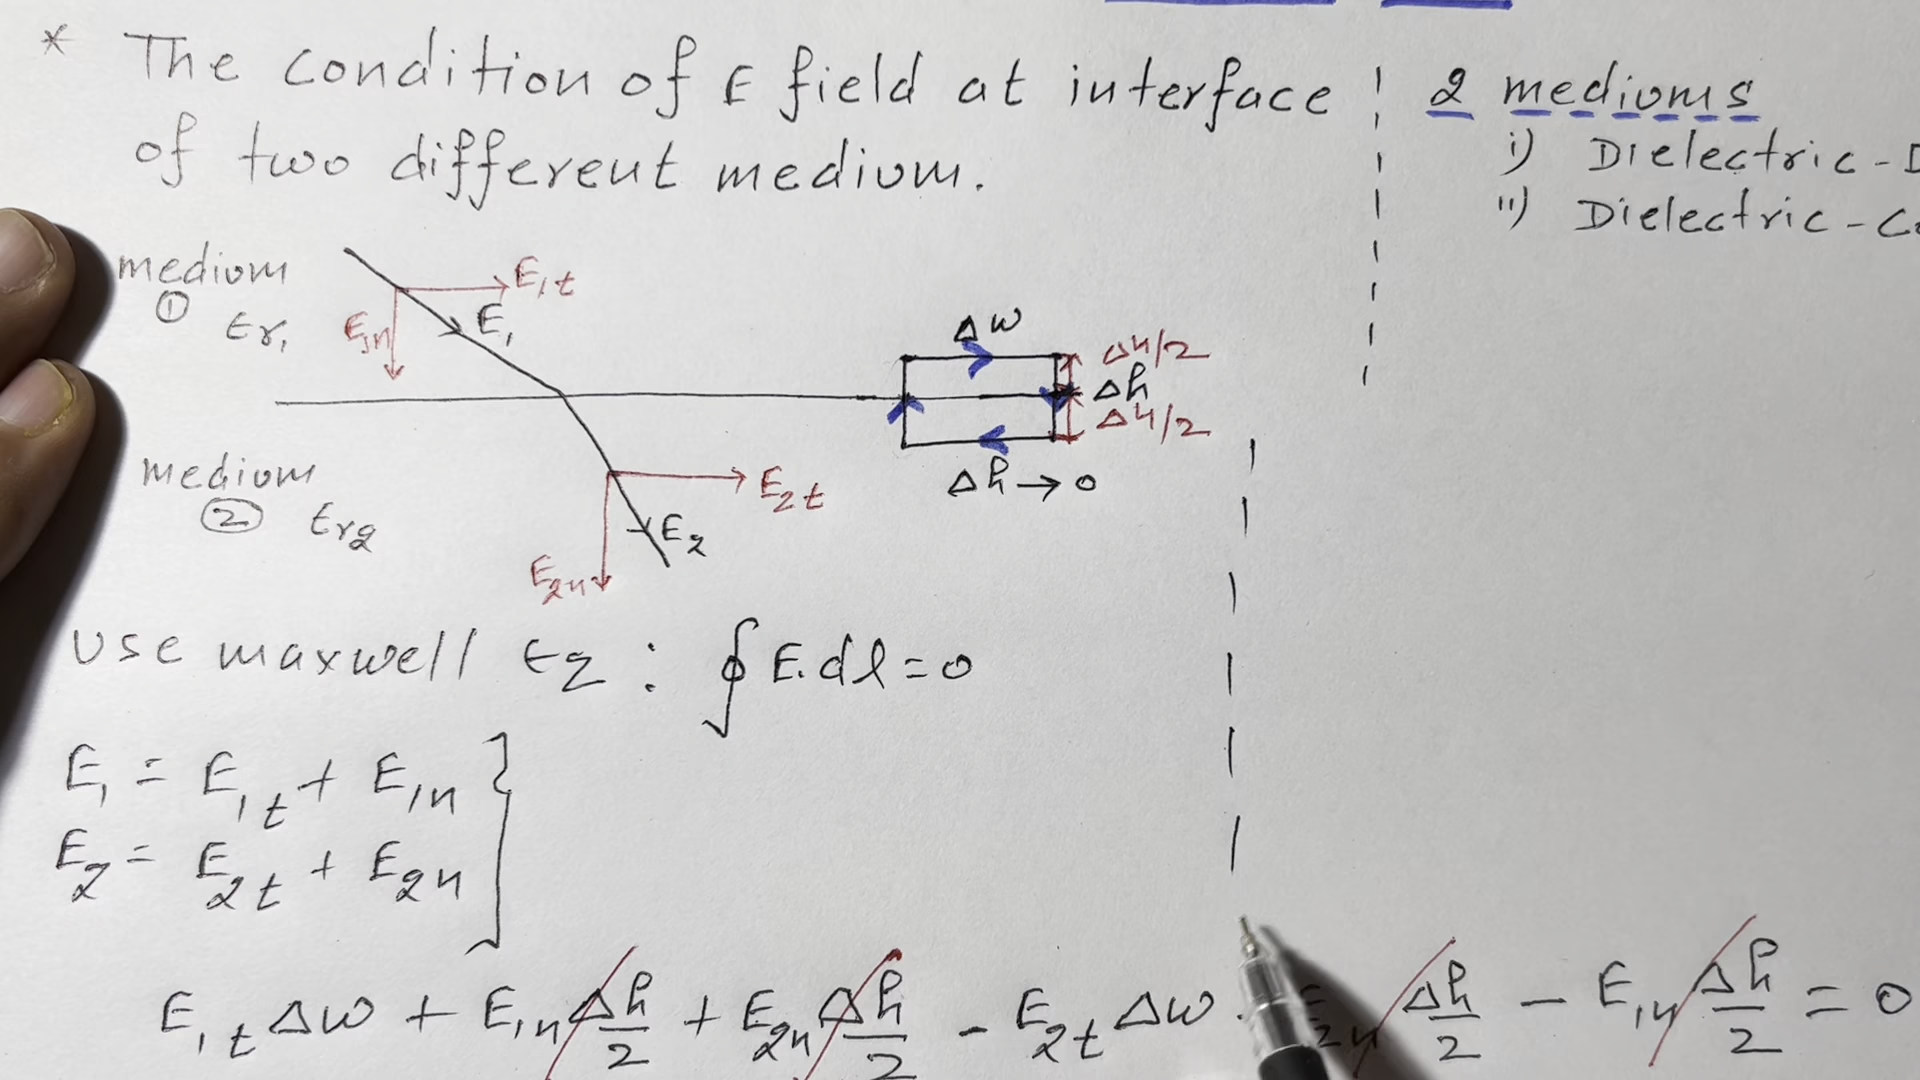 * The condition of E field at interface
of two different medium.
2 mediums
i) Dielectric -
ii) Dielectric -
medium
① Er₁
E₁t
E₁n
E₁
Δw
Δh/2
Δh
Δh/2
Δh → 0
medium
② Er₂
E₂t
E₂
E₂n
Use maxwell Eq : ∮ E.dl = 0
E₁ = E₁t + E₁n
E₂ = E₂t + E₂n
E₁t Δw + E₁n Δh/2 + E₂n Δh/2 - E₂t Δw - E₂n Δh/2 - E₁n Δh/2 = 0